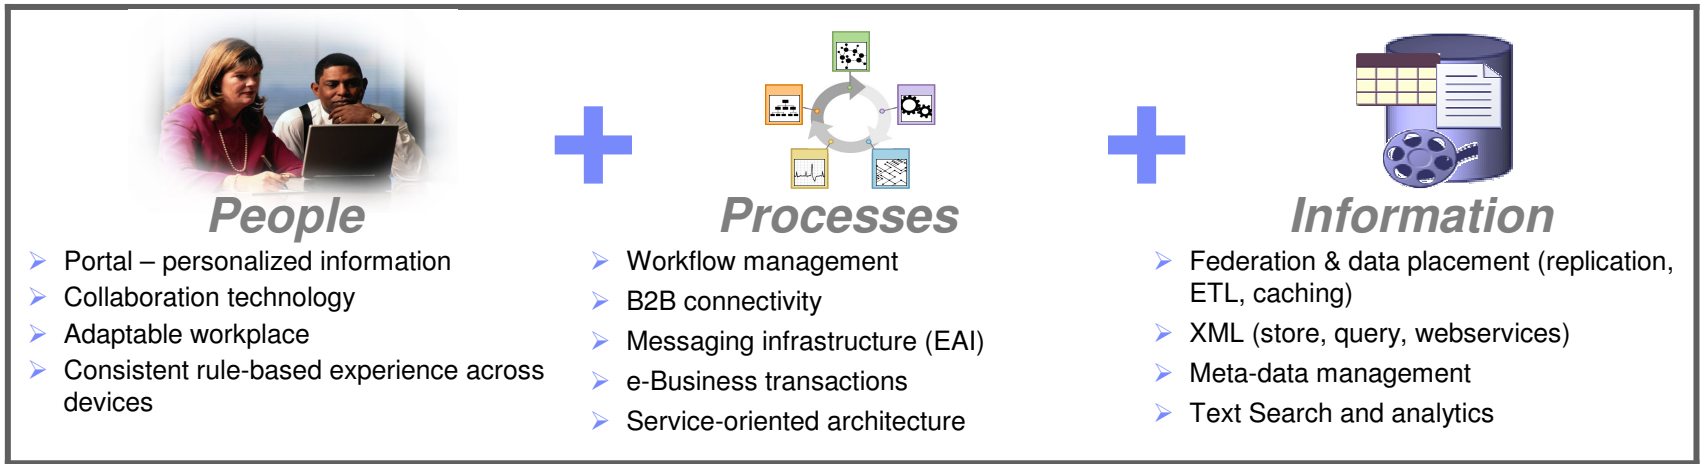 People
Portal – personalized information
Collaboration technology
Adaptable workplace
Consistent rule-based experience across
devices
Processes
Workflow management
B2B connectivity
Messaging infrastructure (EAI)
e-Business transactions
Service-oriented architecture
Information
Federation & data placement (replication,
ETL, caching)
XML (store, query, webservices)
Meta-data management
Text Search and analytics